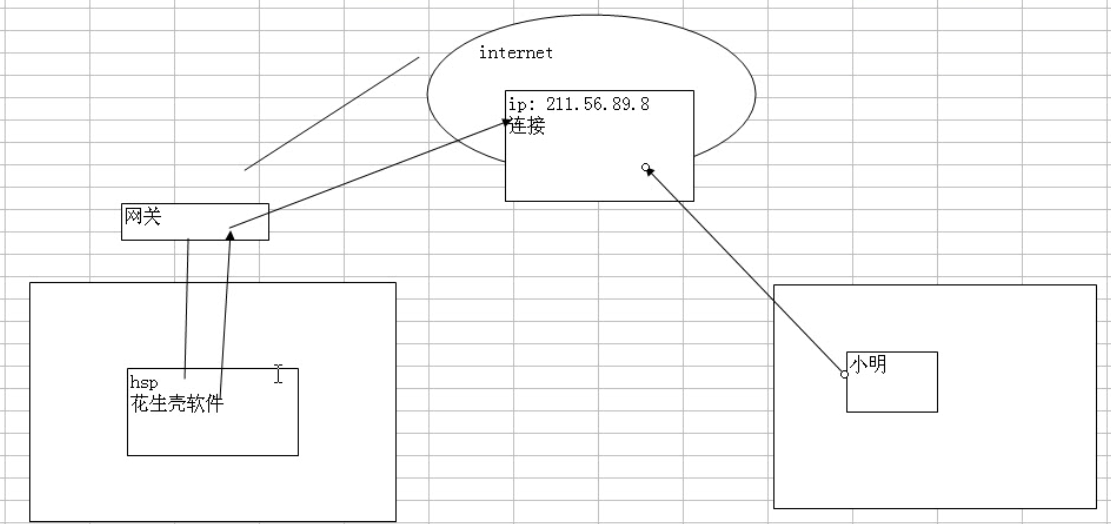 internet
ip: 211.56.89.8
连接
网关
hsp
花生壳软件
小明